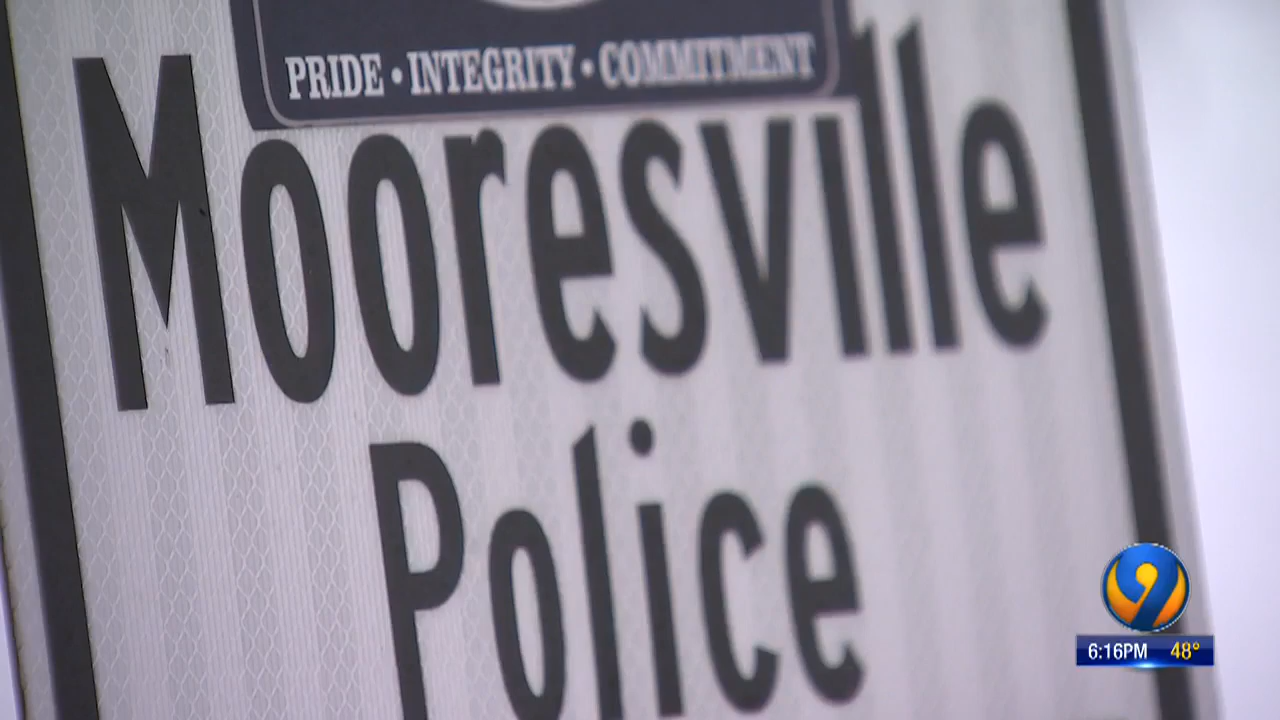 PRIDE • INTEGRITY • COMMITMENT
Mooresville
Police
9
6:16PM 48°